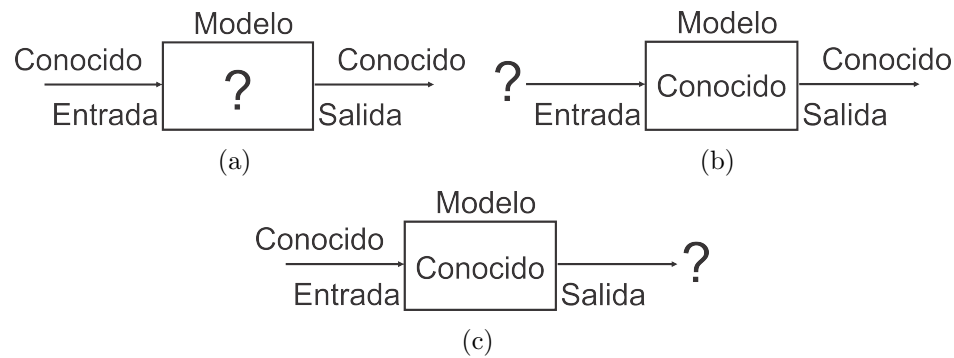 Modelo
Conocido
?
Conocido
Entrada
Salida
(a)
Modelo
?
Conocido
Conocido
Entrada
Salida
(b)
Modelo
Conocido
Conocido
?
Entrada
Salida
(c)